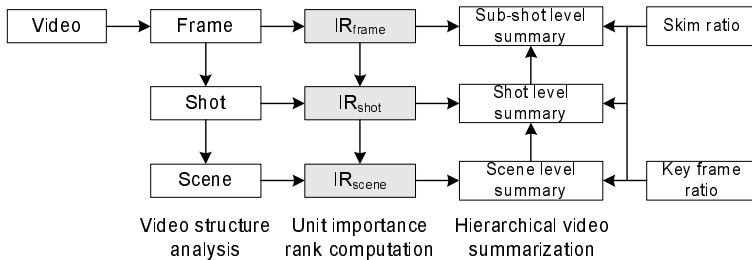 Video
Frame
IRframe
Sub-shot level
summary
Skim ratio
Shot
IRshot
Shot level
summary
Scene
IRscene
Scene level
summary
Key frame
ratio
Video structure
analysis
Unit importance
rank computation
Hierarchical video
summarization